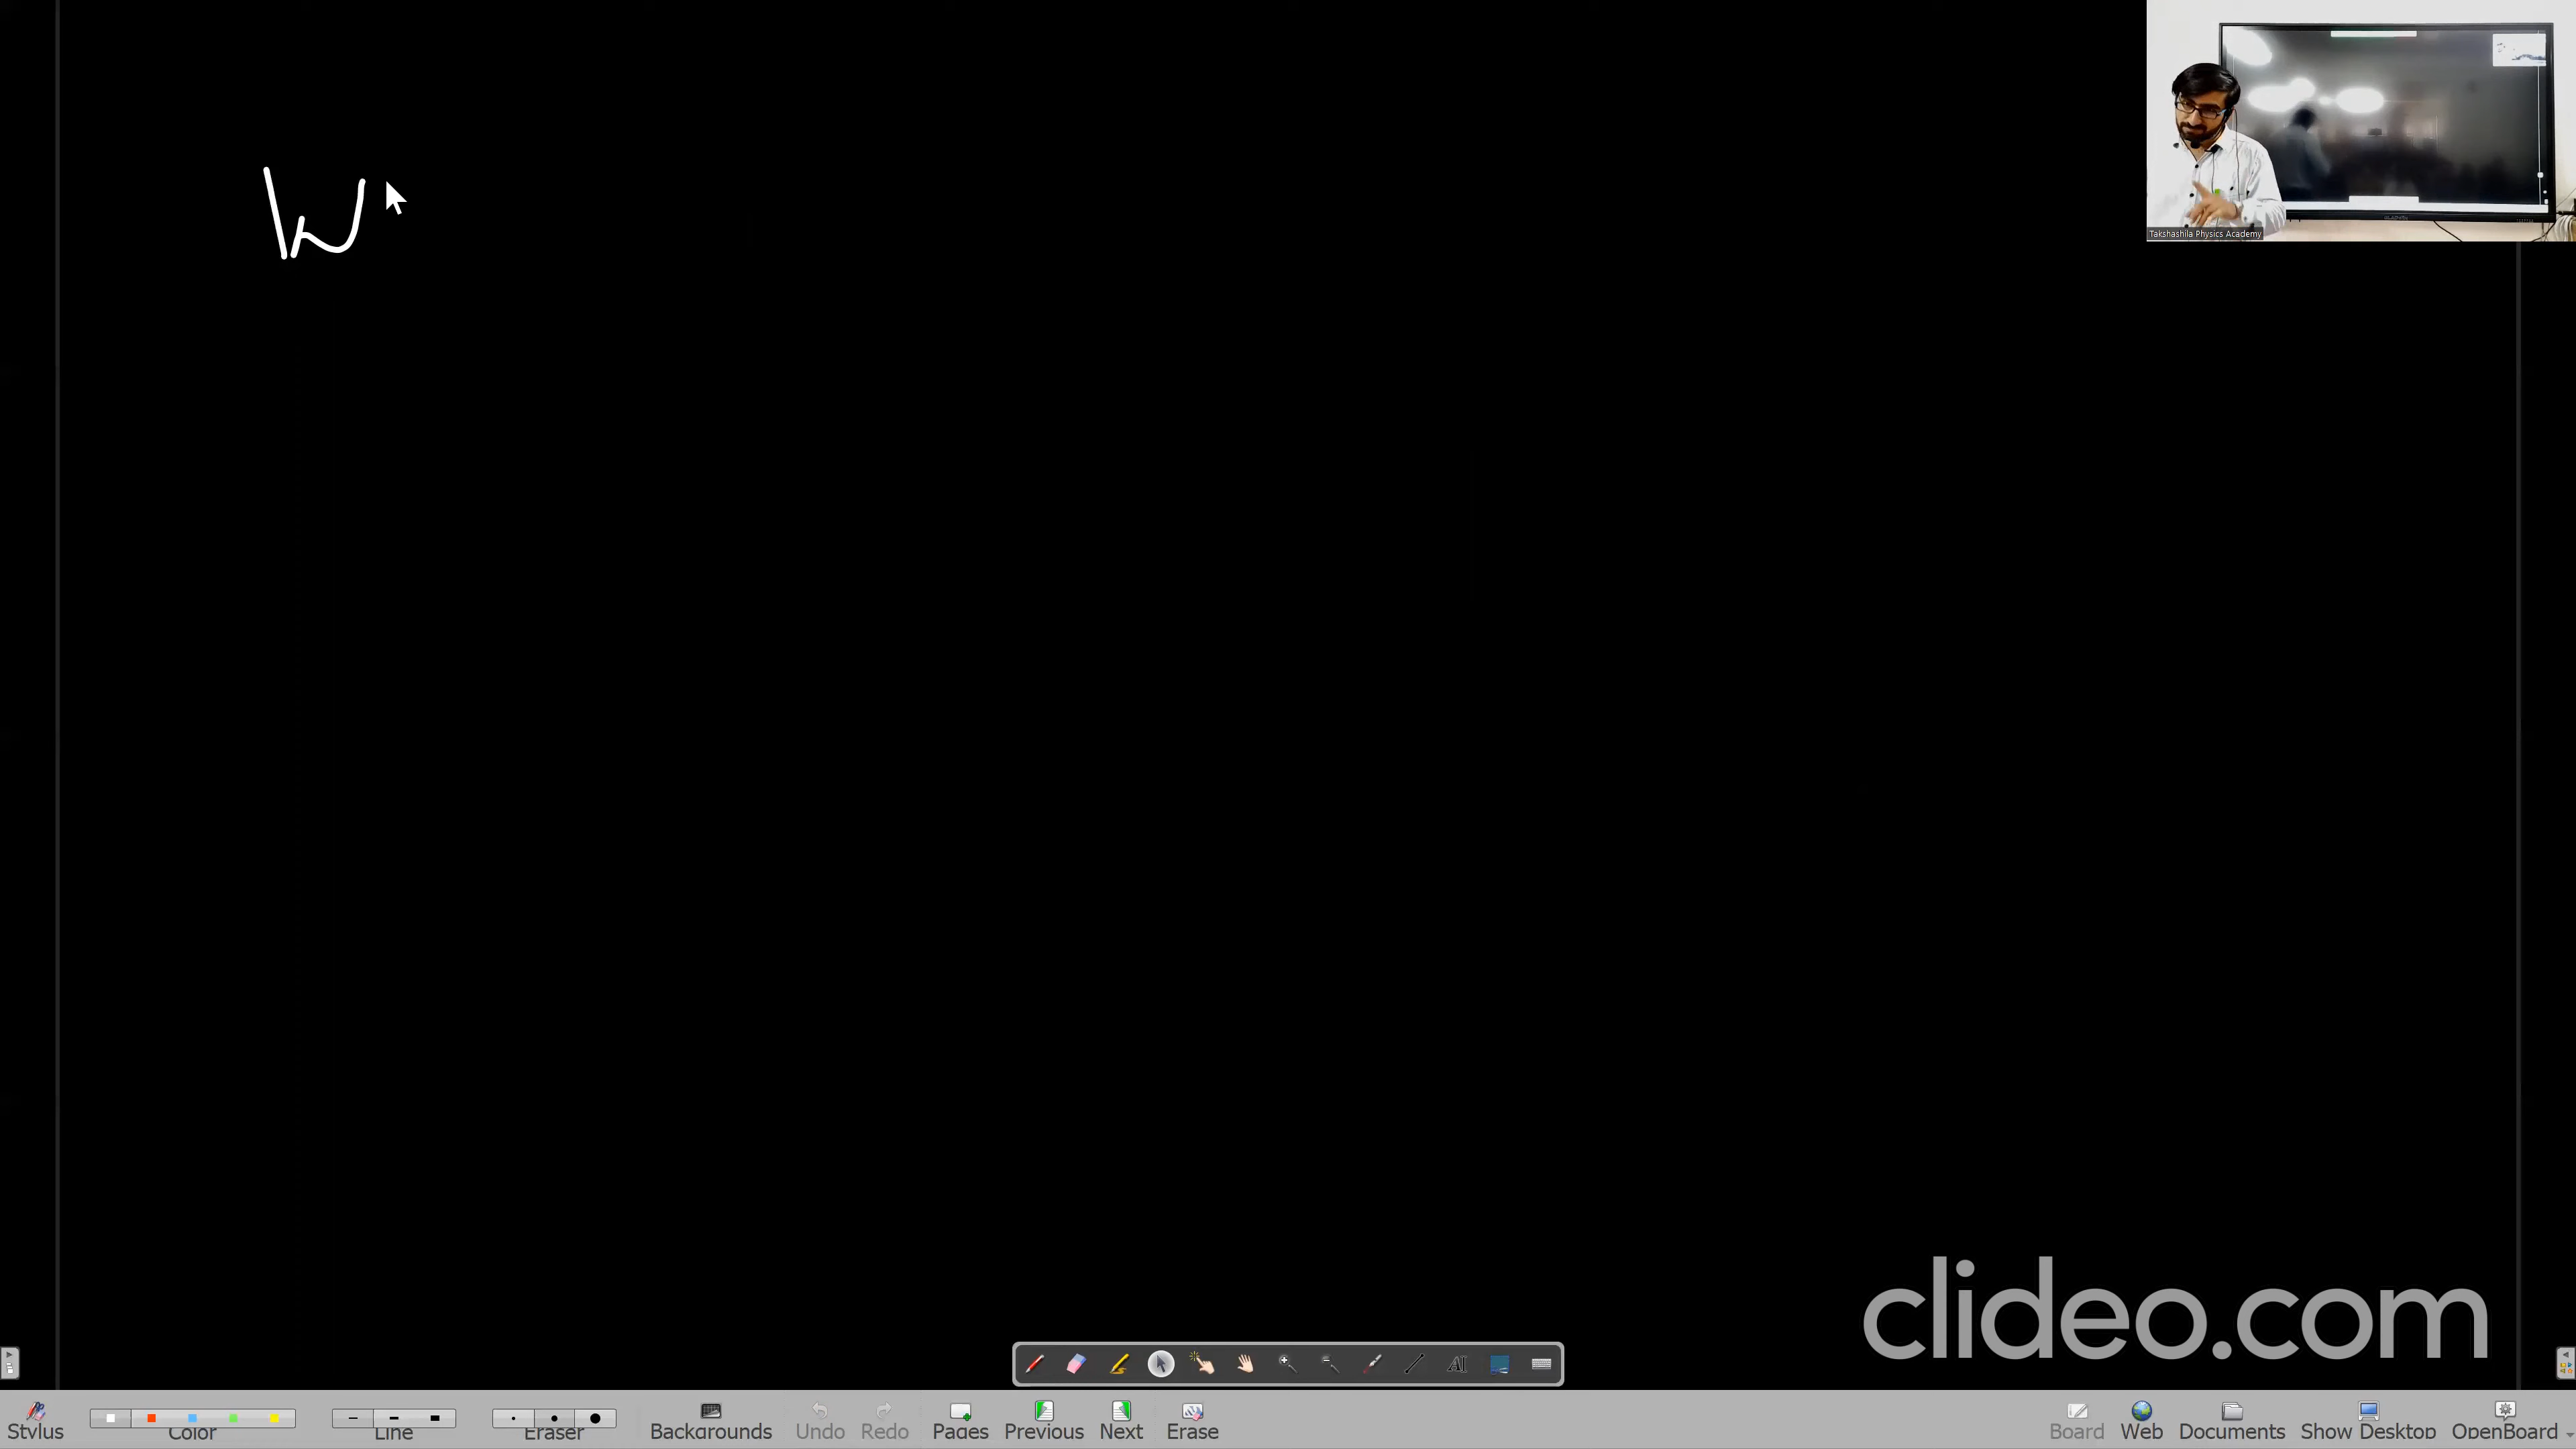 W
Takshashila Physics Academy
clideo.com
Stylus
Color
Line
Eraser
Backgrounds
Undo
Redo
Pages
Previous
Next
Erase
Board
Web
Documents
Show Desktop
OpenBoard